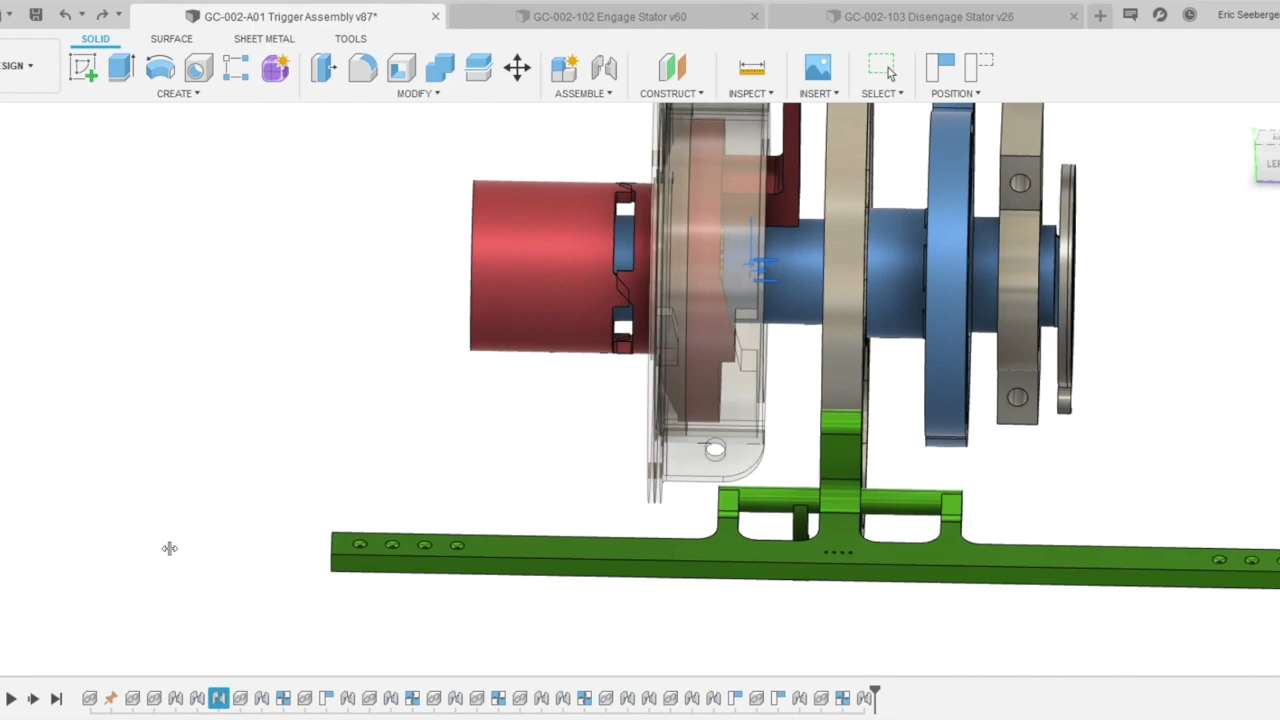 GC-002-A01 Trigger Assembly v87*
GC-002-102 Engage Stator v60
GC-002-103 Disengage Stator v26
Eric Seeberge
SOLID
SURFACE
SHEET METAL
TOOLS
SIGN
CREATE
MODIFY
ASSEMBLE
CONSTRUCT
INSPECT
INSERT
SELECT
POSITION